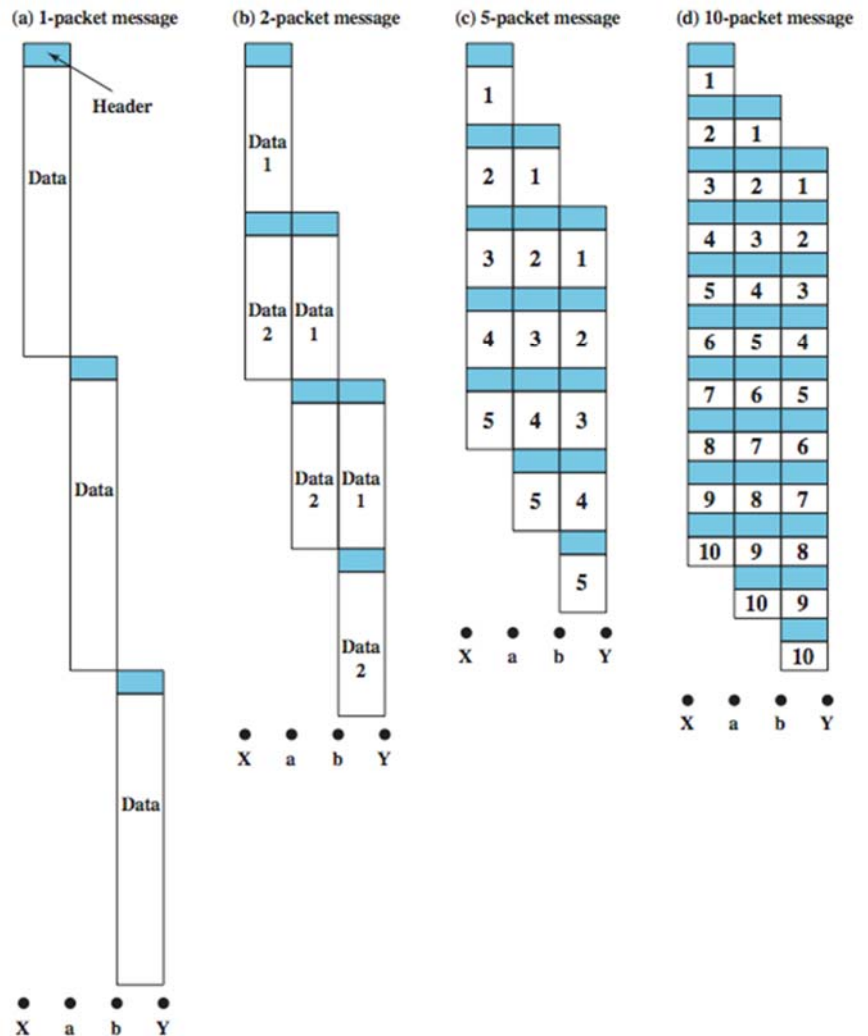 (a) 1-packet message
(b) 2-packet message
(c) 5-packet message
(d) 10-packet message
Header
Data
Data
Data
X a b Y
Data
1
Data Data
2 1
Data Data
2 1
Data
2
X a b Y
1
2 1
3 2 1
4 3 2
5 4 3
5 4
5
X a b Y
1
2 1
3 2 1
4 3 2
5 4 3
6 5 4
7 6 5
8 7 6
9 8 7
10 9 8
10 9
10
X a b Y